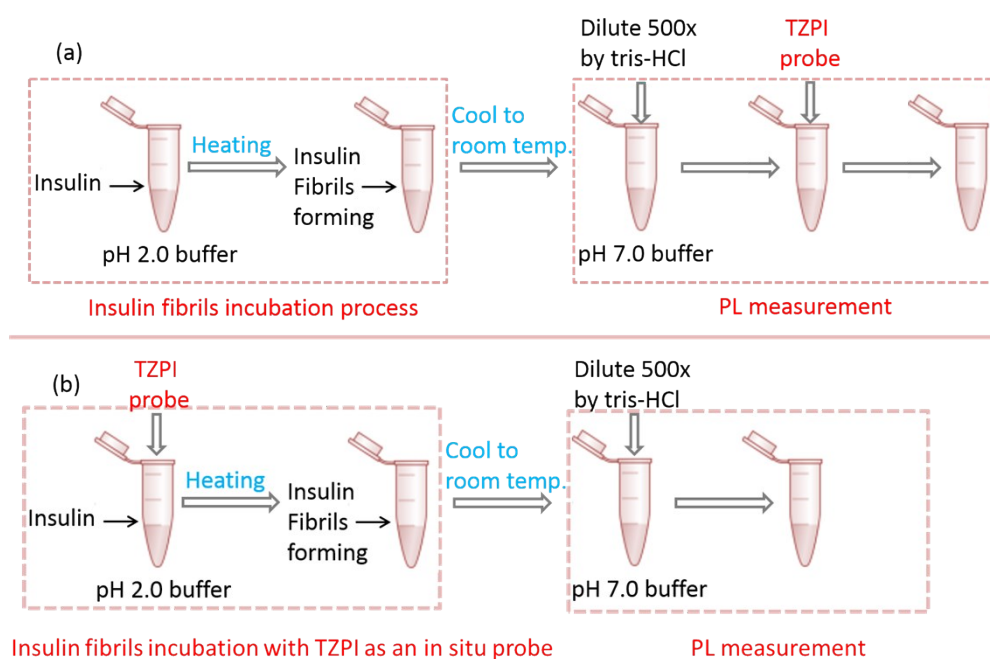 (a)
Dilute 500x
by tris-HCl
TZPI
probe
Heating
Cool to
room temp.
Insulin
Insulin
Fibrils
forming
pH 2.0 buffer
pH 7.0 buffer
Insulin fibrils incubation process
PL measurement
(b)
TZPI
probe
Dilute 500x
by tris-HCl
Heating
Cool to
room temp.
Insulin
Insulin
Fibrils
forming
pH 2.0 buffer
pH 7.0 buffer
Insulin fibrils incubation with TZPI as an in situ probe
PL measurement